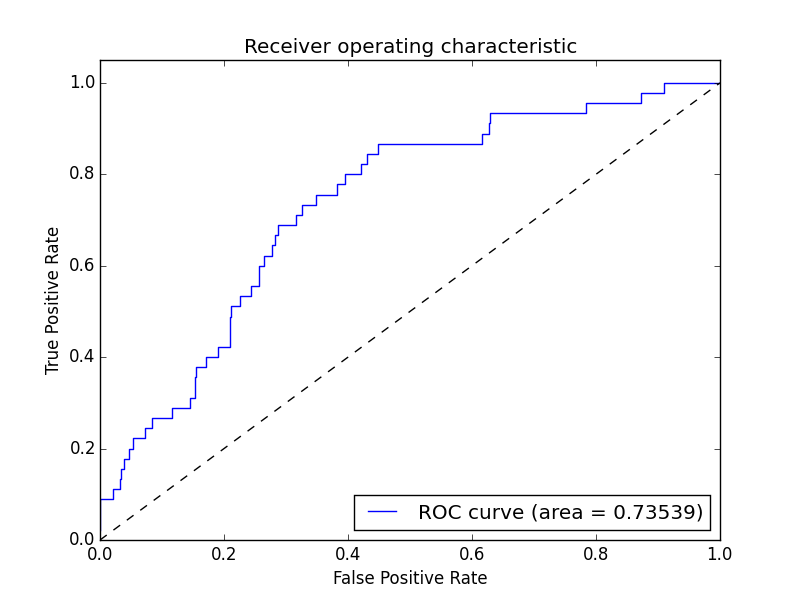 Receiver operating characteristic
1.0
0.8
0.6
0.4
0.2
0.0
True Positive Rate
ROC curve (area = 0.73539)
0.0 0.2 0.4 0.6 0.8 1.0
False Positive Rate